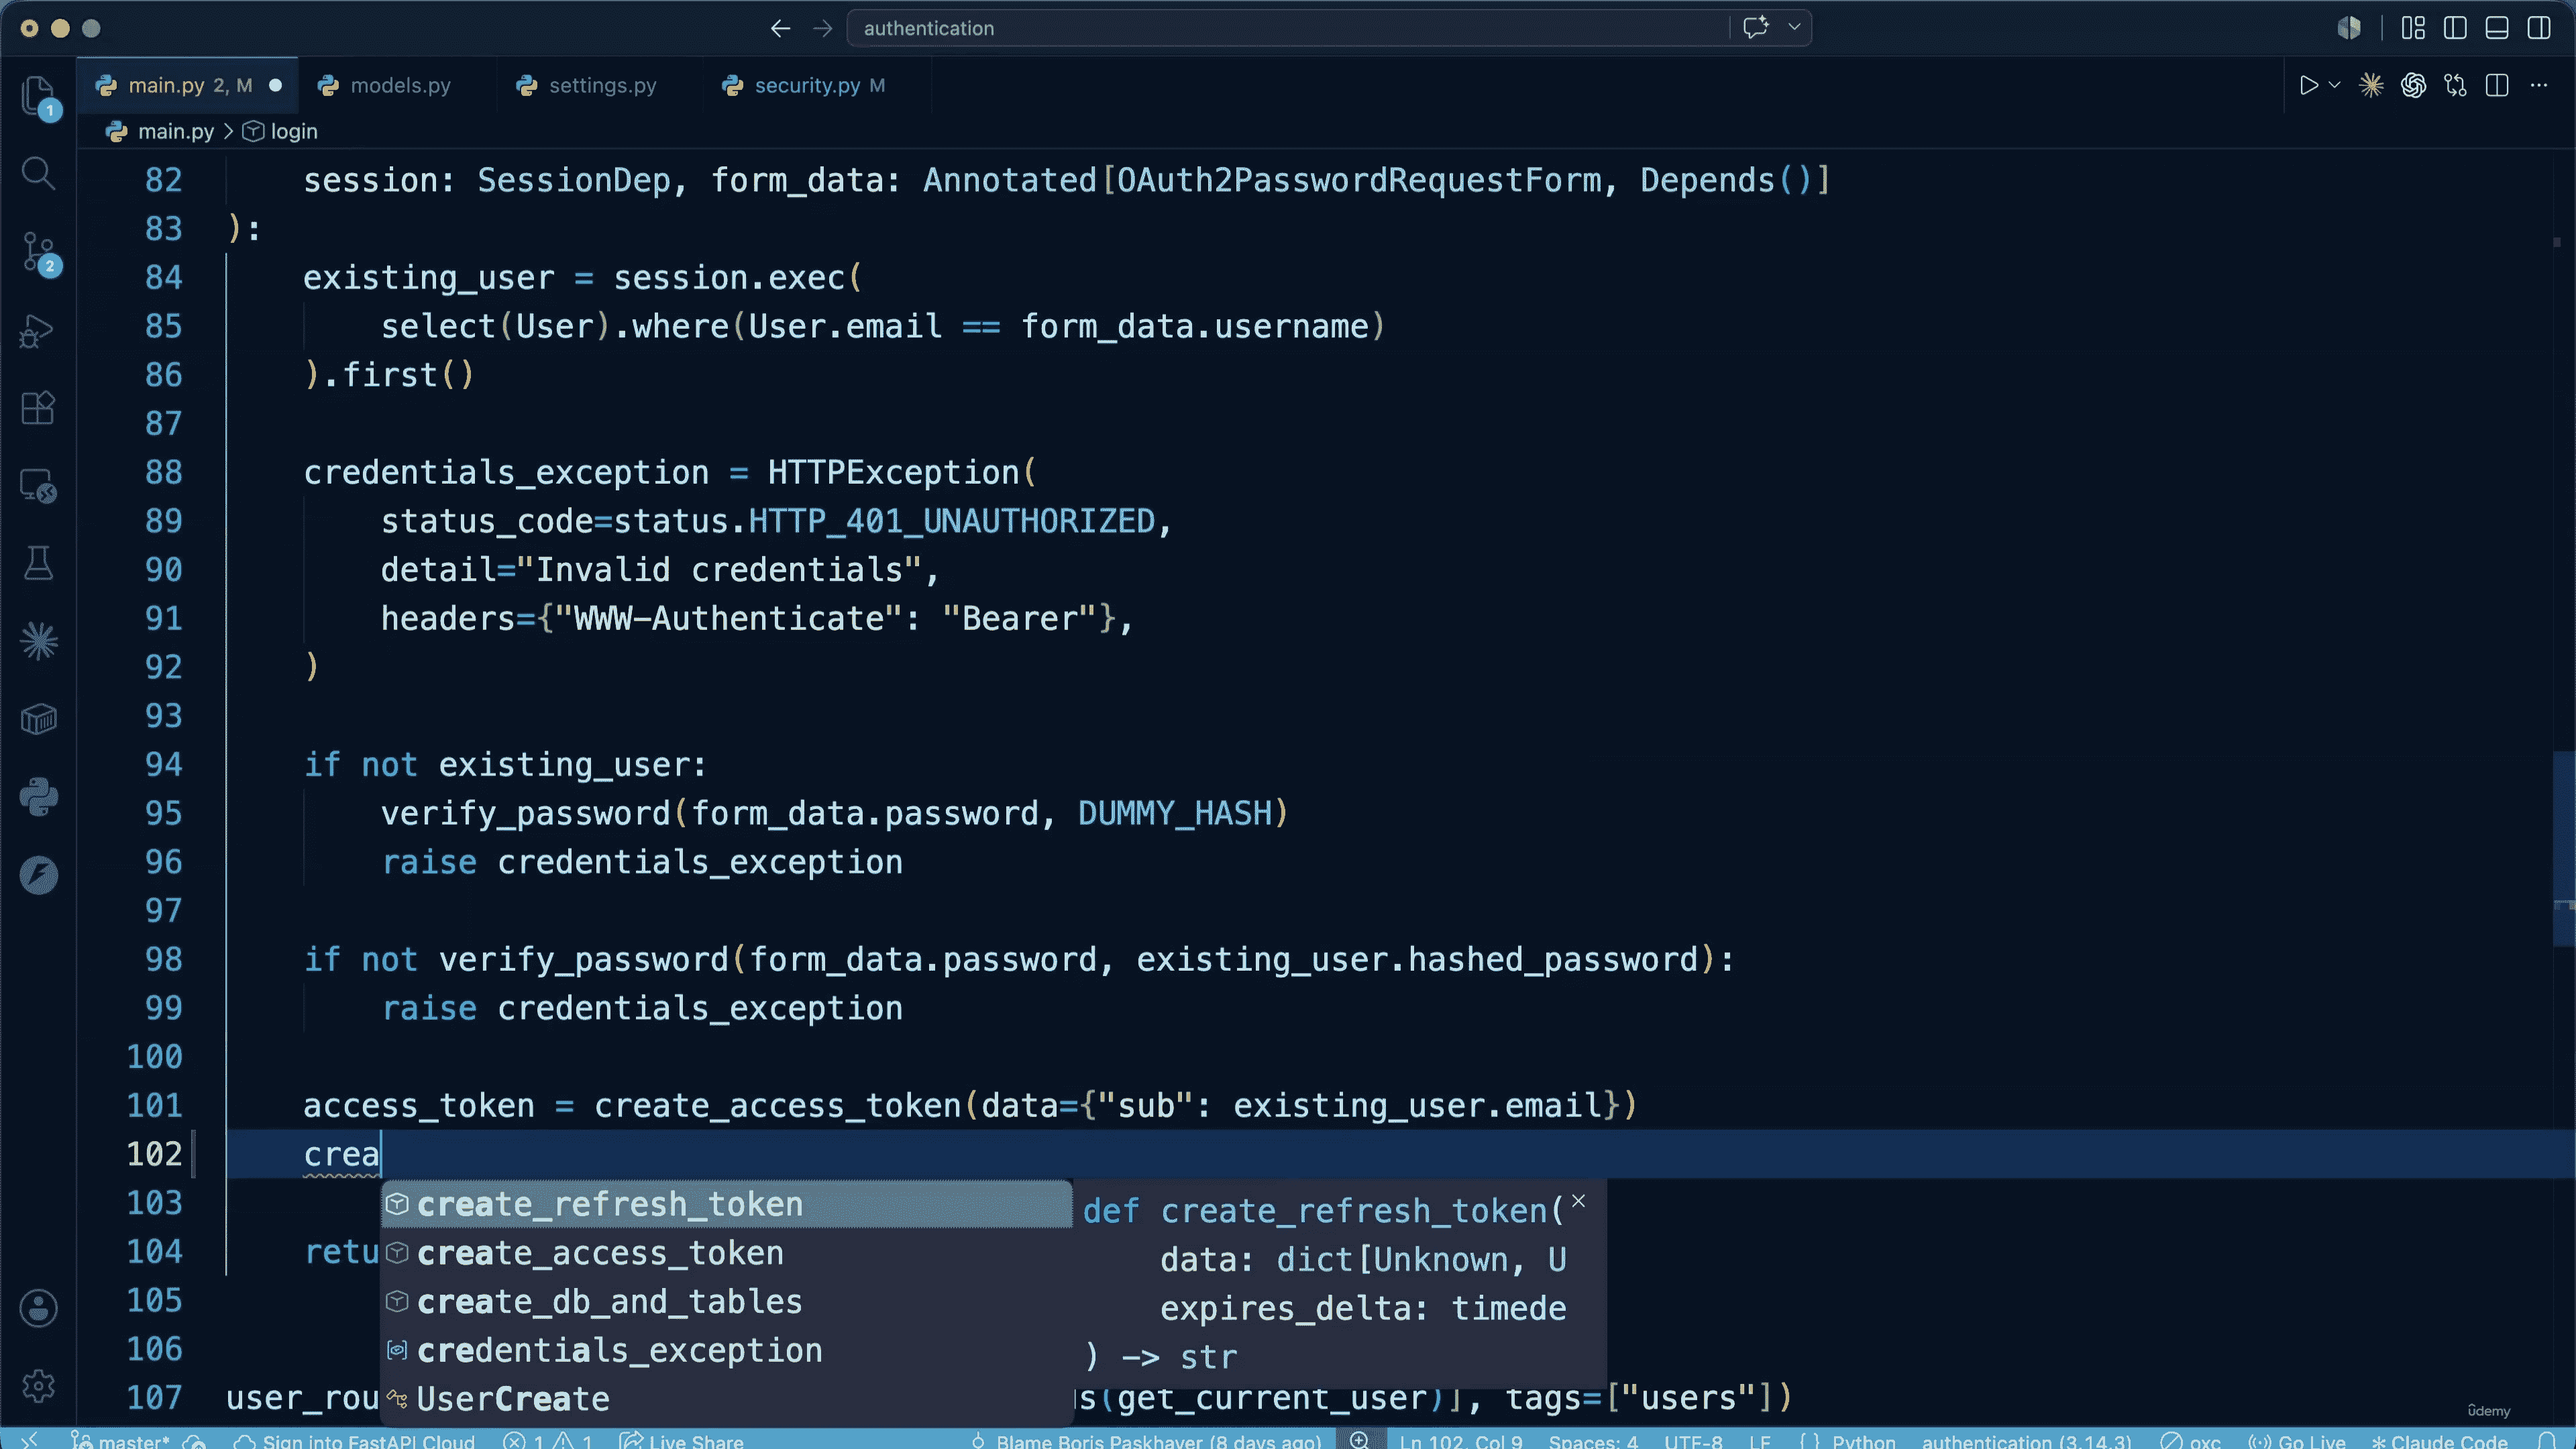 authentication
main.py 2, M
models.py
settings.py
security.py M
main.py > login
1
2
82 session: SessionDep, form_data: Annotated[OAuth2PasswordRequestForm, Depends()]
83 ):
84 existing_user = session.exec(
85 select(User).where(User.email == form_data.username)
86 ).first()
87
88 credentials_exception = HTTPException(
89 status_code=status.HTTP_401_UNAUTHORIZED,
90 detail="Invalid credentials",
91 headers={"WWW-Authenticate": "Bearer"},
92 )
93
94 if not existing_user:
95 verify_password(form_data.password, DUMMY_HASH)
96 raise credentials_exception
97
98 if not verify_password(form_data.password, existing_user.hashed_password):
99 raise credentials_exception
100
101 access_token = create_access_token(data={"sub": existing_user.email})
102 crea
103
104 retu
105
106
107 user_rou
s(get_current_user)], tags=["users"])
create_refresh_token
create_access_token
create_db_and_tables
credentials_exception
UserCreate
def create_refresh_token(
data: dict[Unknown, U
expires_delta: timede
) -> str
ûdemy
master* Sign into FastAPI Cloud 1 1 Live Share Blame Boris Paskhaver (8 days ago) Ln 102, Col 9 Spaces: 4 UTF-8 LF { } Python authentication (3.14.3) oxc Go Live Claude Code